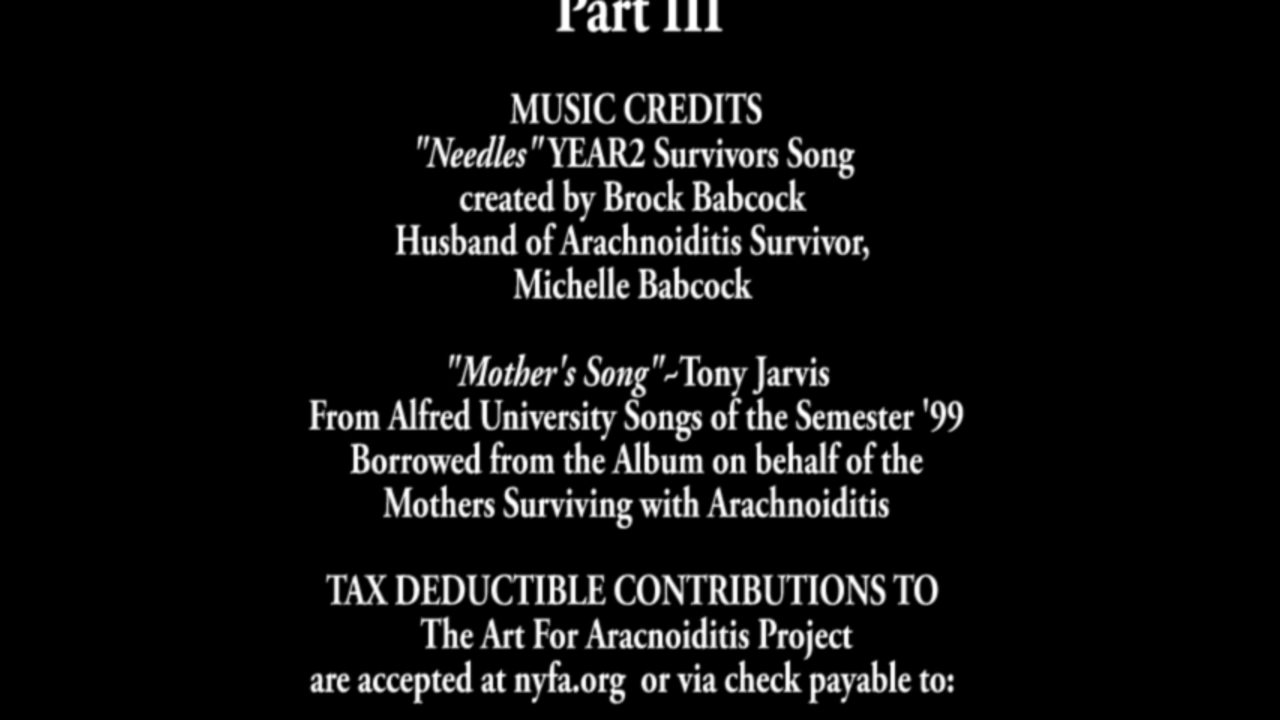 Part III
MUSIC CREDITS
"Needles" YEAR2 Survivors Song
created by Brock Babcock
Husband of Arachnoiditis Survivor,
Michelle Babcock
"Mother's Song"~Tony Jarvis
From Alfred University Songs of the Semester '99
Borrowed from the Album on behalf of the
Mothers Surviving with Arachnoiditis
TAX DEDUCTIBLE CONTRIBUTIONS TO
The Art For Aracnoiditis Project
are accepted at nyfa.org or via check payable to: